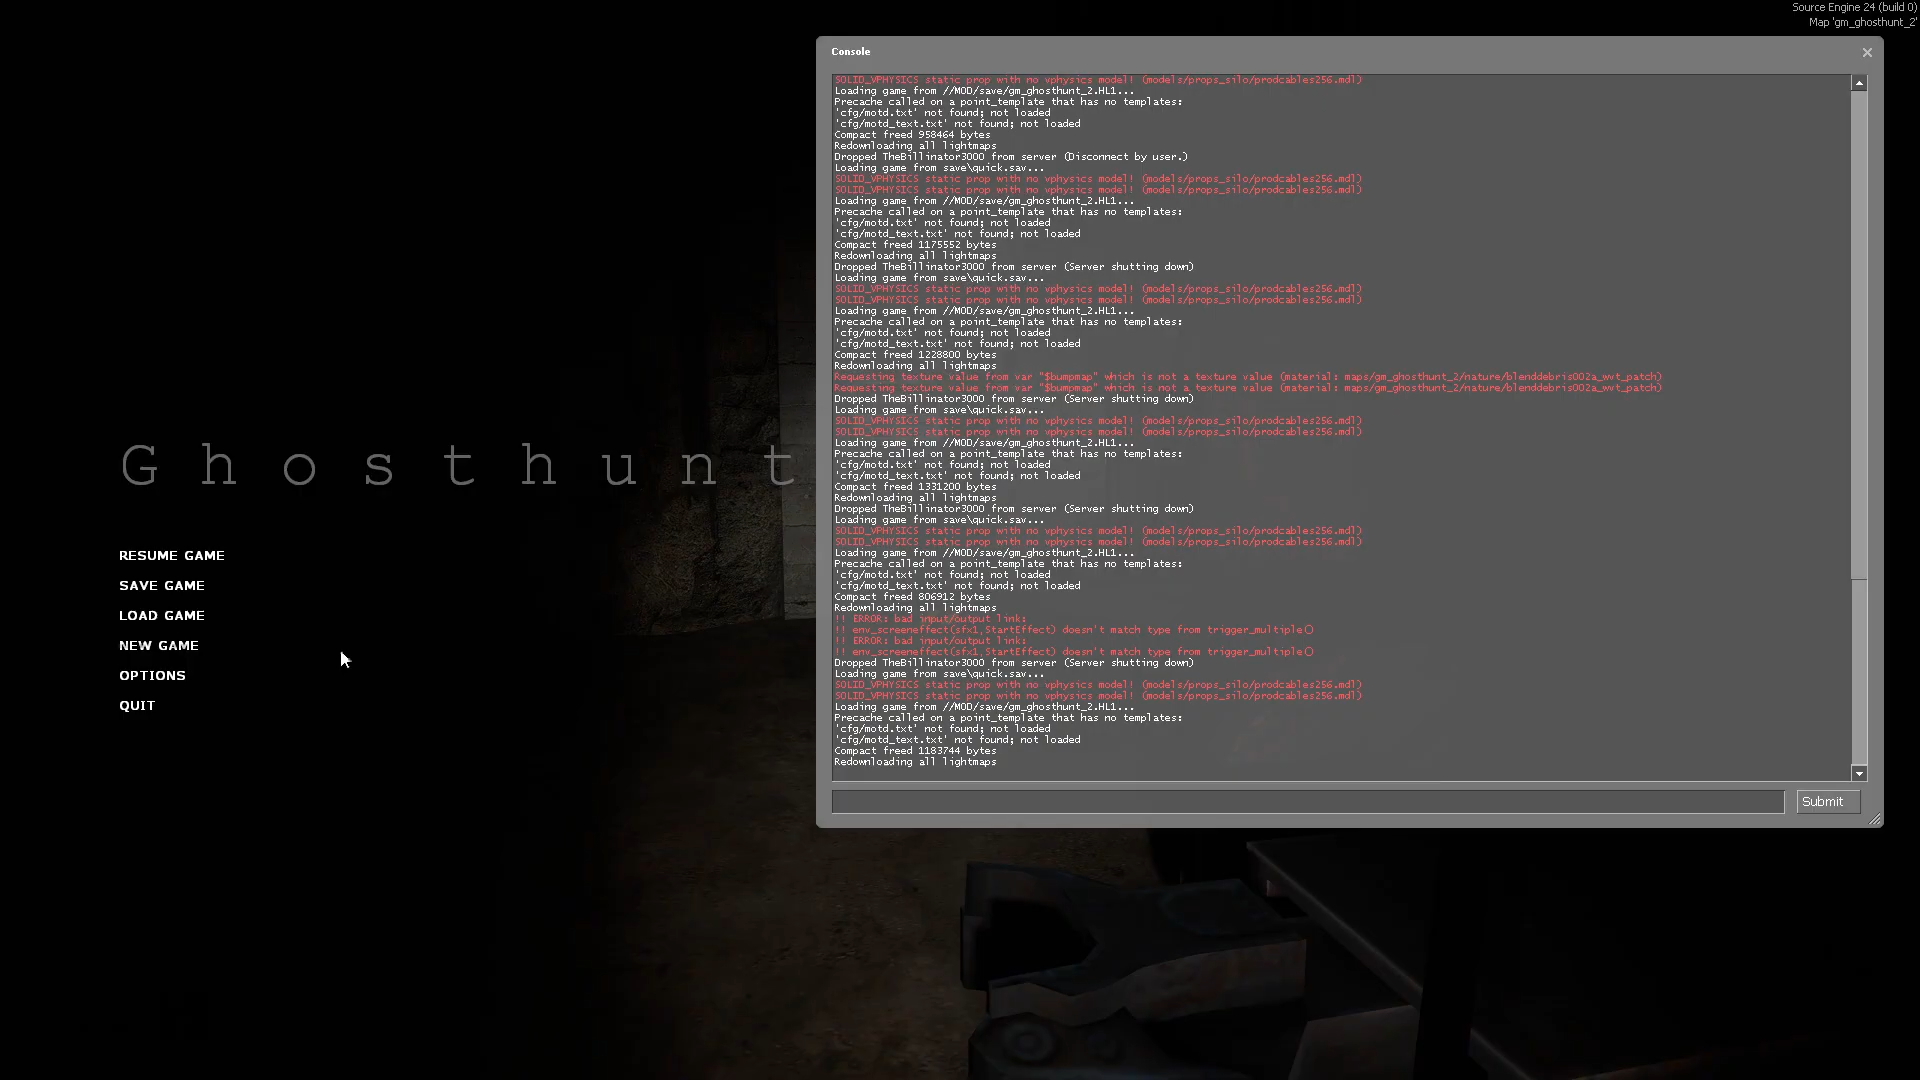 Source Engine 24 (build 0)
Map 'gm_ghosthunt_2'
Console
SOLID_VPHYSICS static prop with no vphysics model! (models/props_silo/prodcables256.mdl)
Loading game from //MOD/save/gm_ghosthunt_2.HL1...
Precache called on a point_template that has no templates:
'cfg/motd.txt' not found; not loaded
'cfg/motd_text.txt' not found; not loaded
Compact freed 958464 bytes
Redownloading all lightmaps
Dropped TheBillinator3000 from server (Disconnect by user.)
Loading game from save\quick.sav...
SOLID_VPHYSICS static prop with no vphysics model! (models/props_silo/prodcables256.mdl)
SOLID_VPHYSICS static prop with no vphysics model! (models/props_silo/prodcables256.mdl)
Loading game from //MOD/save/gm_ghosthunt_2.HL1...
Precache called on a point_template that has no templates:
'cfg/motd.txt' not found; not loaded
'cfg/motd_text.txt' not found; not loaded
Compact freed 1175552 bytes
Redownloading all lightmaps
Dropped TheBillinator3000 from server (Server shutting down)
Loading game from save\quick.sav...
SOLID_VPHYSICS static prop with no vphysics model! (models/props_silo/prodcables256.mdl)
SOLID_VPHYSICS static prop with no vphysics model! (models/props_silo/prodcables256.mdl)
Loading game from //MOD/save/gm_ghosthunt_2.HL1...
Precache called on a point_template that has no templates:
'cfg/motd.txt' not found; not loaded
'cfg/motd_text.txt' not found; not loaded
Compact freed 1228800 bytes
Redownloading all lightmaps
Requesting texture value from var "$bumpmap" which is not a texture value (material: maps/gm_ghosthunt_2/nature/blenddebris002a_wvt_patch)
Requesting texture value from var "$bumpmap" which is not a texture value (material: maps/gm_ghosthunt_2/nature/blenddebris002a_wvt_patch)
Dropped TheBillinator3000 from server (Server shutting down)
Loading game from save\quick.sav...
SOLID_VPHYSICS static prop with no vphysics model! (models/props_silo/prodcables256.mdl)
SOLID_VPHYSICS static prop with no vphysics model! (models/props_silo/prodcables256.mdl)
Loading game from //MOD/save/gm_ghosthunt_2.HL1...
Precache called on a point_template that has no templates:
'cfg/motd.txt' not found; not loaded
'cfg/motd_text.txt' not found; not loaded
Compact freed 1331200 bytes
Redownloading all lightmaps
Dropped TheBillinator3000 from server (Server shutting down)
Loading game from save\quick.sav...
SOLID_VPHYSICS static prop with no vphysics model! (models/props_silo/prodcables256.mdl)
SOLID_VPHYSICS static prop with no vphysics model! (models/props_silo/prodcables256.mdl)
Loading game from //MOD/save/gm_ghosthunt_2.HL1...
Precache called on a point_template that has no templates:
'cfg/motd.txt' not found; not loaded
'cfg/motd_text.txt' not found; not loaded
Compact freed 806912 bytes
Redownloading all lightmaps
!! ERROR: bad input/output link:
!! env_screeneffect(sfx1,StartEffect) doesn't match type from trigger_multiple()
!! ERROR: bad input/output link:
!! env_screeneffect(sfx1,StartEffect) doesn't match type from trigger_multiple()
Dropped TheBillinator3000 from server (Server shutting down)
Loading game from save\quick.sav...
SOLID_VPHYSICS static prop with no vphysics model! (models/props_silo/prodcables256.mdl)
SOLID_VPHYSICS static prop with no vphysics model! (models/props_silo/prodcables256.mdl)
Loading game from //MOD/save/gm_ghosthunt_2.HL1...
Precache called on a point_template that has no templates:
'cfg/motd.txt' not found; not loaded
'cfg/motd_text.txt' not found; not loaded
Compact freed 1183744 bytes
Redownloading all lightmaps
Submit
Ghosthunt
RESUME GAME
SAVE GAME
LOAD GAME
NEW GAME
OPTIONS
QUIT